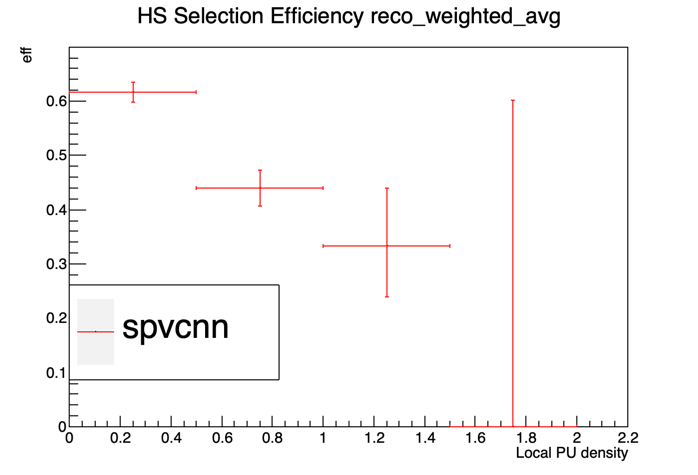 HS Selection Efficiency reco_weighted_avg
eff
0.6
0.5
0.4
0.3
0.2
0.1
0
spvcnn
0 0.2 0.4 0.6 0.8 1 1.2 1.4 1.6 1.8 2 2.2
Local PU density